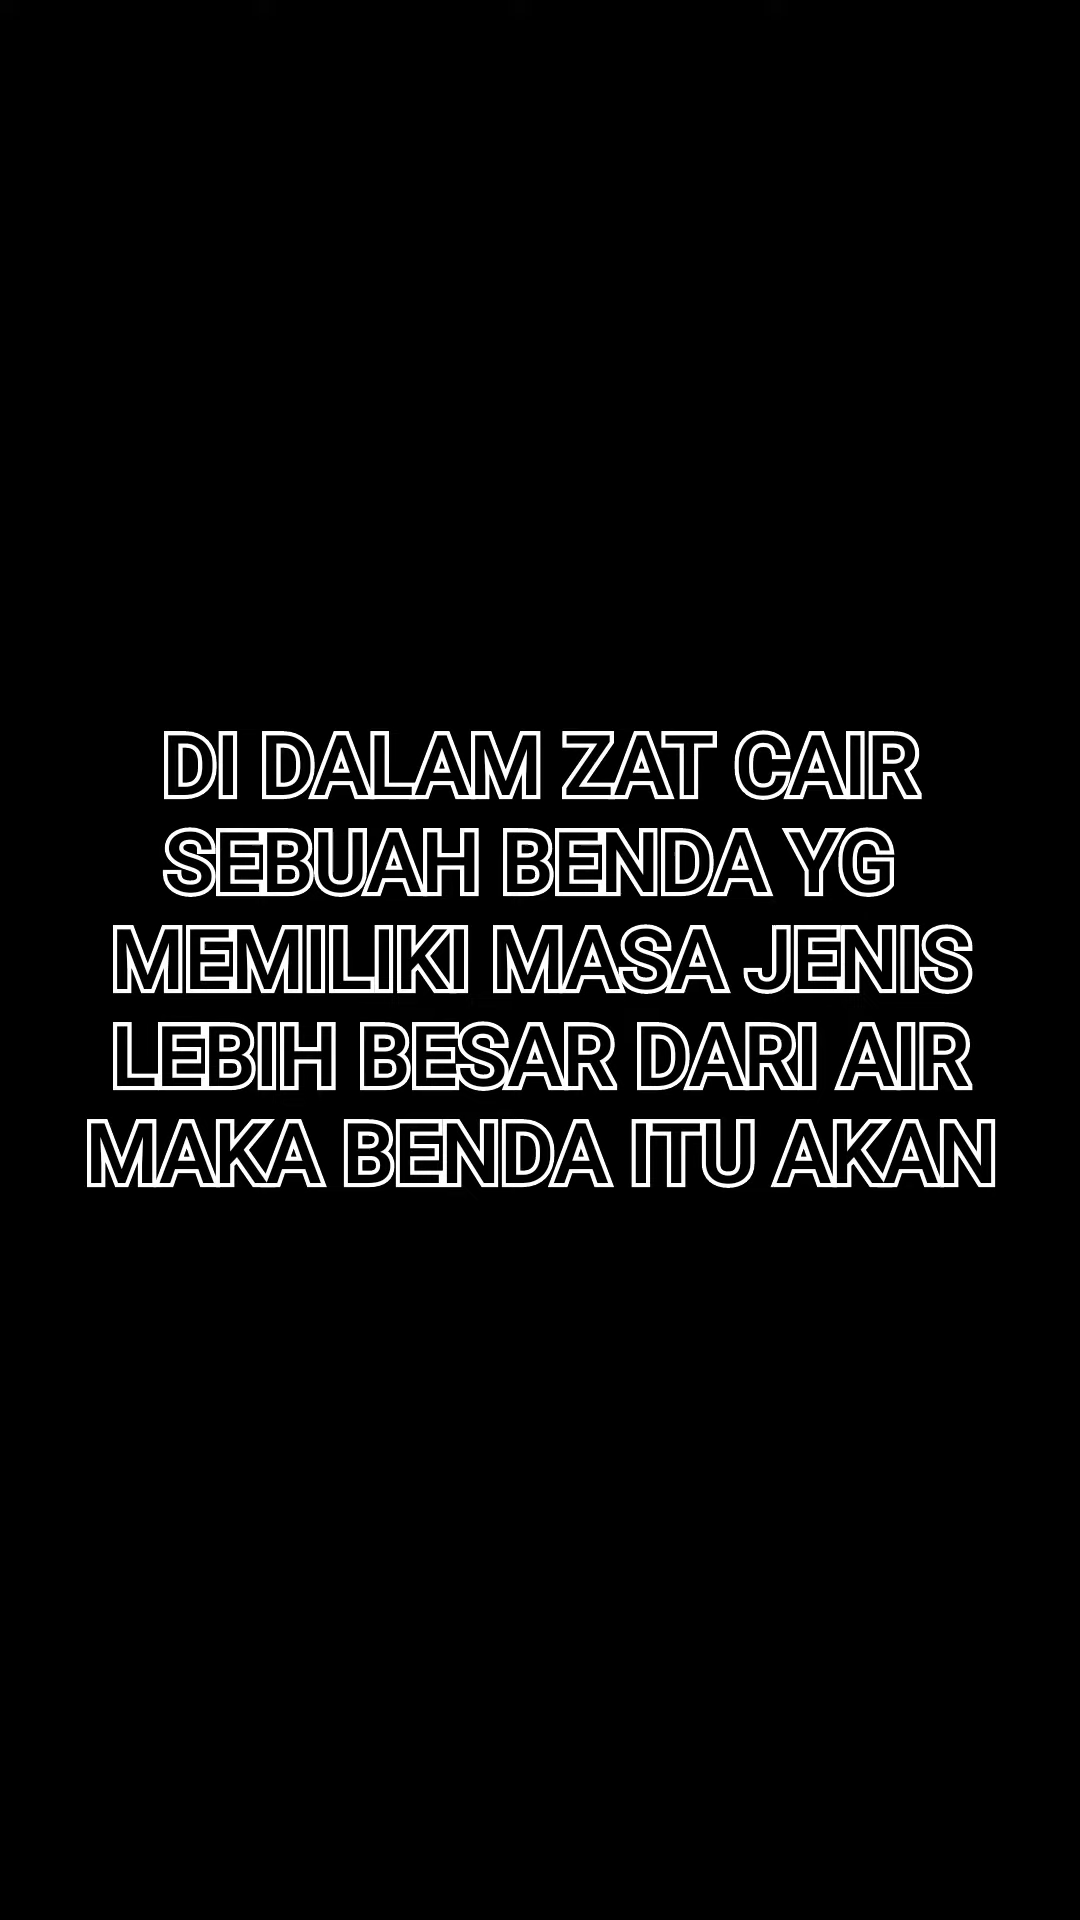 DI DALAM ZAT CAIR
SEBUAH BENDA YG
MEMILIKI MASA JENIS
LEBIH BESAR DARI AIR
MAKA BENDA ITU AKAN